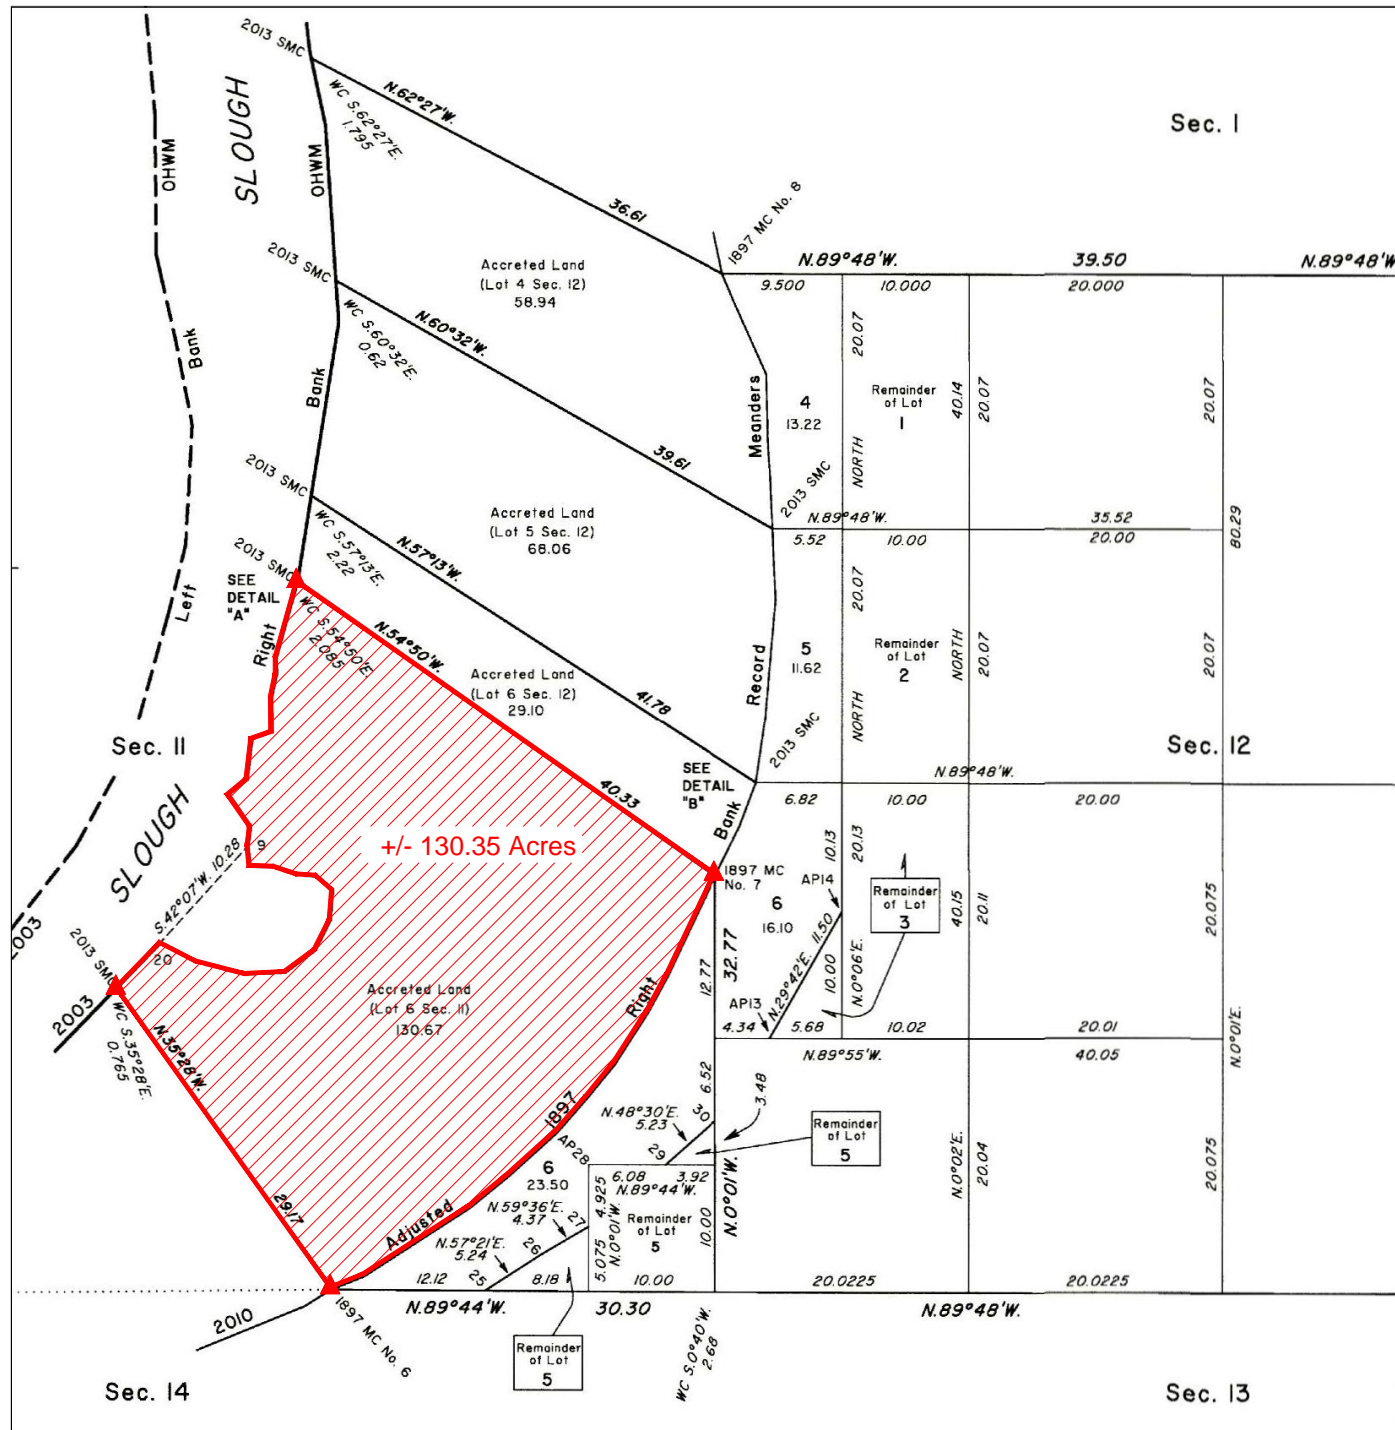 2013 SMC
N.62°27'W.
WC S.62°27'E.
1.795
36.61
SLOUGH
OHWM
OHWM
Sec. 1
1897 MC No. 8
2013 SMC
Accreted Land
(Lot 4 Sec. 12)
58.94
N.89°48'W.
39.50
N.89°48'W
9.500
10.000
20.000
N.60°32'W.
WC S.60°32'E.
0.62
Bank
Bank
39.61
Meanders
4
13.22
20.07
NORTH
Remainder
of Lot
1
40.14
20.07
20.07
2013 SMC
2013 SMC
Accreted Land
(Lot 5 Sec. 12)
68.06
N.89°48'W.
35.52
5.52
10.00
20.00
80.29
N.57°13'W.
WC S.57°13'E.
2.22
2013 SMC
SEE
DETAIL
"A"
Left
Right
WC S.54°50'E.
2.085
N.54°50'W.
Accreted Land
(Lot 6 Sec. 12)
29.10
41.78
Record
5
11.62
20.07
NORTH
Remainder
of Lot
2
NORTH
20.07
20.07
2013 SMC
Sec. 11
Sec. 12
SEE
DETAIL
"B"
40.33
N.89°48'W.
6.82
10.00
20.00
Bank
SLOUGH
+/- 130.35 Acres
S.42°07'W. 10.28
9
20
1897 MC
No. 7
6
16.10
AP14
10.13
20.13
Remainder
of Lot
3
40.15
20.11
20.075
2003
2013 SMC
2003
WC S.35°28'E.
0.765
N.35°28'W.
Accreted Land
(Lot 6 Sec. 11)
130.67
Right
12.77
32.77
11.50
N.29°42'E.
10.00
N.0°06'E.
AP13
4.34
5.68
10.02
20.01
N.89°55'W.
40.05
N.0°01'E.
6.52
3.48
N.48°30'E.
5.23
30
29
Remainder
of Lot
5
1897
AP28
6
23.50
6.08
3.92
N.89°44'W.
N.0°01'W.
N.0°02'E.
20.04
20.075
29.17
Adjusted
N.59°36'E.
4.37
27
N.57°21'E.
5.24
26
25
5.075
4.925
N.0°01'W.
Remainder
of Lot
5
10.00
12.12
8.18
10.00
20.0225
20.0225
N.89°44'W.
30.30
N.89°48'W.
2010
1897 MC No. 6
Remainder
of Lot
5
WC S.0°40'W.
2.68
Sec. 14
Sec. 13